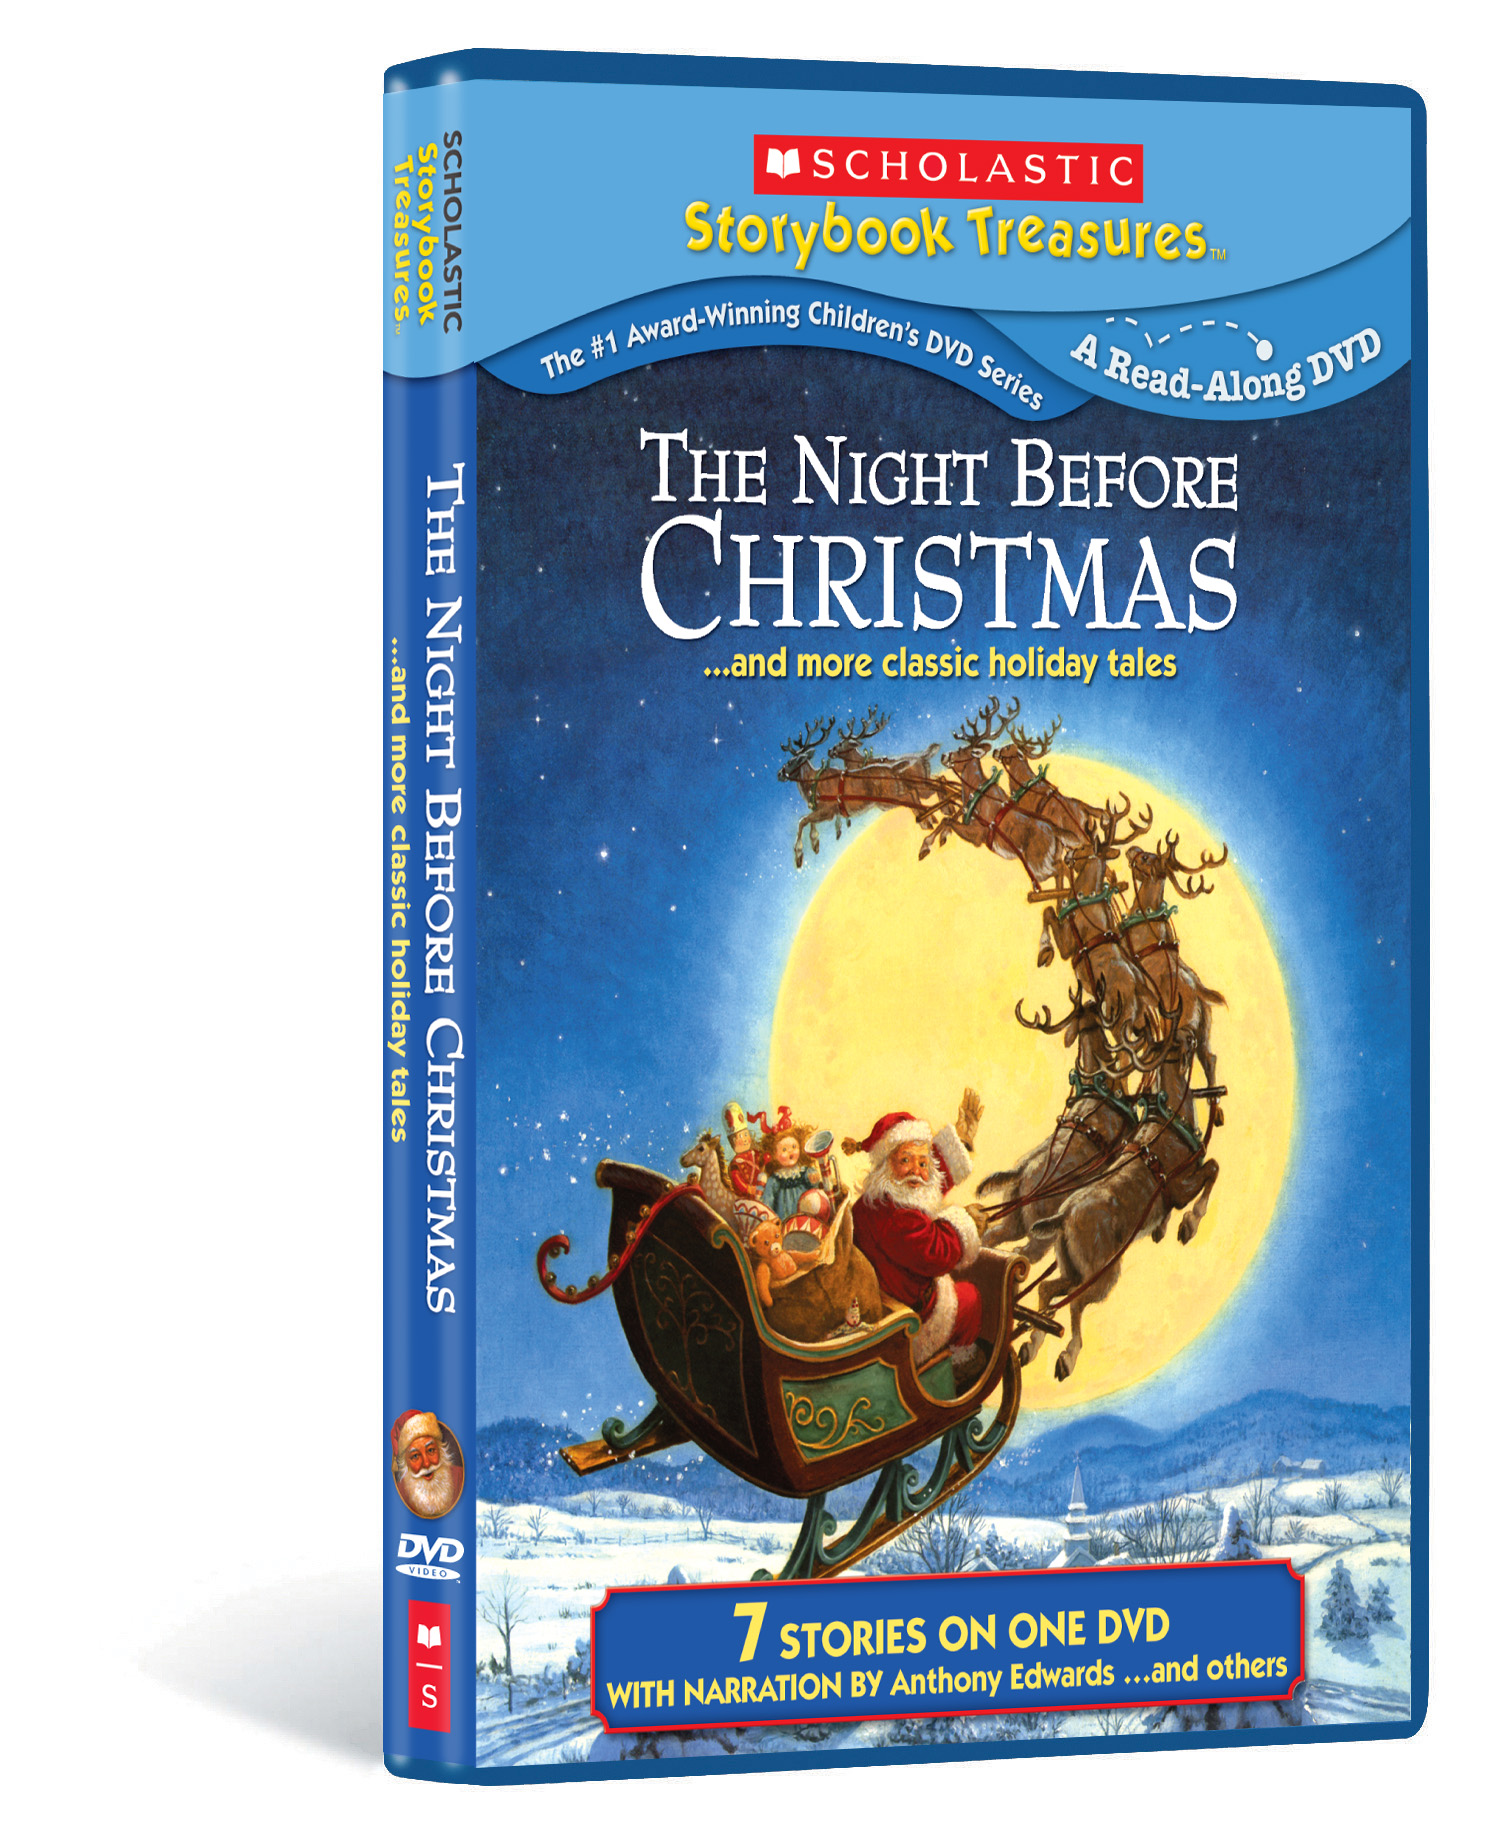 SCHOLASTIC
Storybook Treasures™
The #1 Award-Winning Children's DVD Series
A Read-Along DVD
THE NIGHT BEFORE
CHRISTMAS
...and more classic holiday tales
7 STORIES ON ONE DVD
WITH NARRATION BY Anthony Edwards ...and others
SCHOLASTIC
Storybook
Treasures™
THE NIGHT BEFORE CHRISTMAS
...and more classic holiday tales
DVD
VIDEO
S